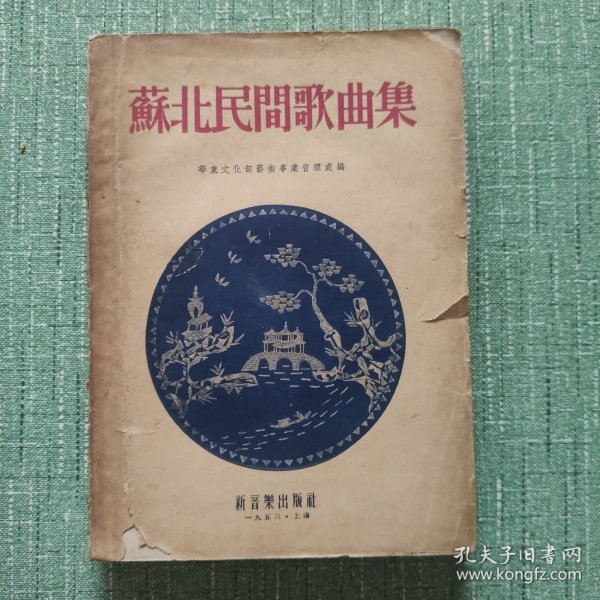 蘇北民間歌曲集
華東文化部藝術事業管理處編
新音樂出版社
一九五三·上海
孔夫子旧书网
www.kongfz.com